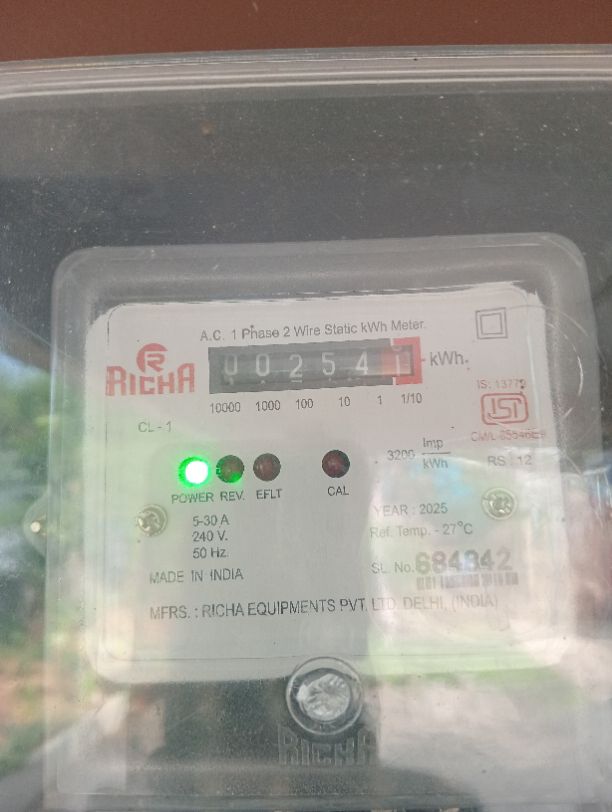 A.C. 1 Phase 2 Wire Static kWh Meter.
RICHA
0 0 2 5 4 1 kWh.
10000 1000 100 10 1 1/10
CL - 1
IS: 13779
ISI
RS : 12
3200 Imp/kWh
POWER REV. EFLT CAL
5-30 A
240 V.
50 Hz.
YEAR : 2025
Ref. Temp. - 27°C
MADE IN INDIA
SL. No. 684942
MFRS. : RICHA EQUIPMENTS PVT. LTD. DELHI, (INDIA)
RICHA